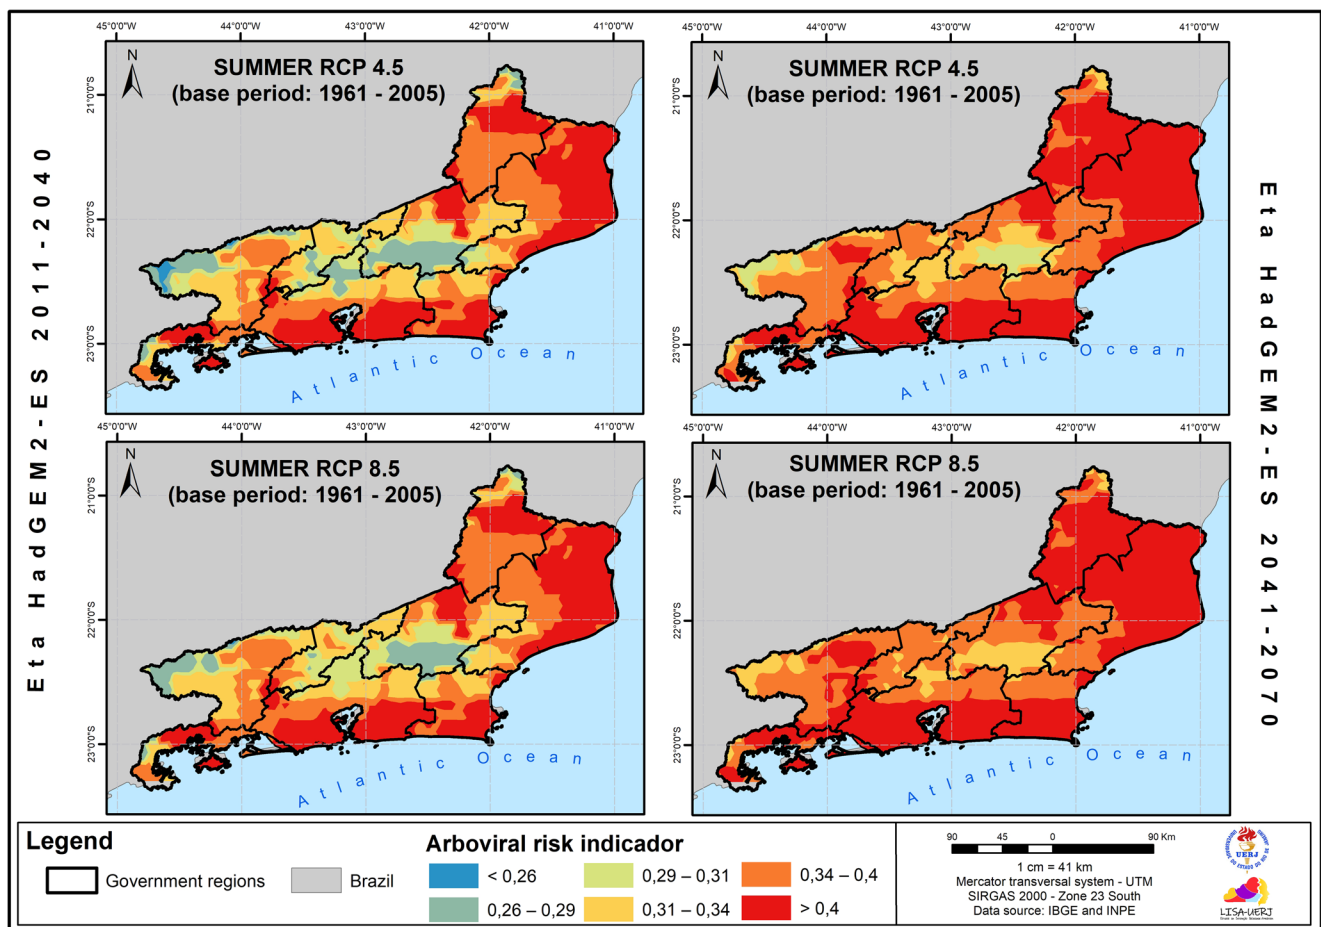 45°0'0"W 44°0'0"W 43°0'0"W 42°0'0"W 41°0'0"W
45°0'0"W 44°0'0"W 43°0'0"W 42°0'0"W 41°0'0"W
N
SUMMER RCP 4.5
(base period: 1961 - 2005)
21°0'0"S
22°0'0"S
23°0'0"S
Atlantic Ocean
N
SUMMER RCP 4.5
(base period: 1961 - 2005)
21°0'0"S
22°0'0"S
23°0'0"S
Atlantic Ocean
Eta HadGEM2-ES 2011-2040
Eta HadGEM2-ES 2041-2070
45°0'0"W 44°0'0"W 43°0'0"W 42°0'0"W 41°0'0"W
45°0'0"W 44°0'0"W 43°0'0"W 42°0'0"W 41°0'0"W
N
SUMMER RCP 8.5
(base period: 1961 - 2005)
21°0'0"S
22°0'0"S
23°0'0"S
Atlantic Ocean
N
SUMMER RCP 8.5
(base period: 1961 - 2005)
21°0'0"S
22°0'0"S
23°0'0"S
Atlantic Ocean
Legend
Government regions
Brazil
Arboviral risk indicador
< 0,26
0,29 – 0,31
0,34 – 0,4
0,26 – 0,29
0,31 – 0,34
> 0,4
90 45 0 90 Km
1 cm = 41 km
Mercator transversal system - UTM
SIRGAS 2000 - Zone 23 South
Data source: IBGE and INPE
UERJ
LISA-UERJ